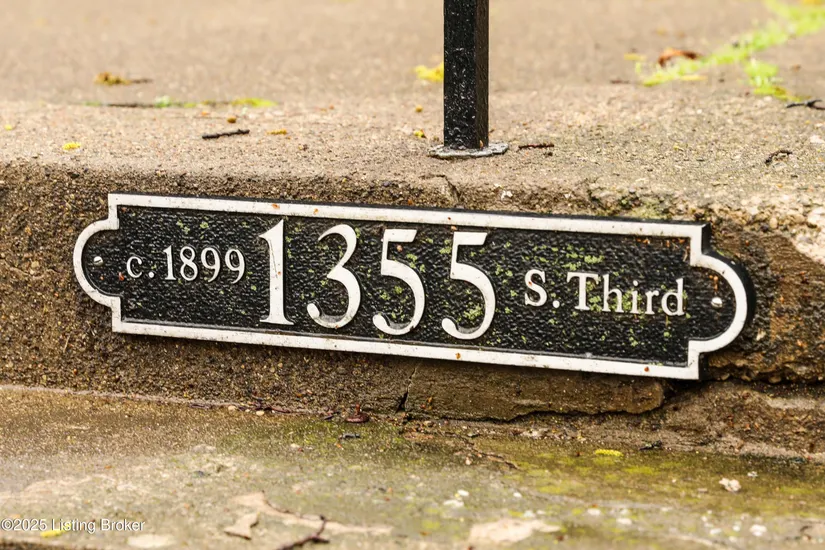 c. 1899 1355 S. Third
©2025 Listing Broker